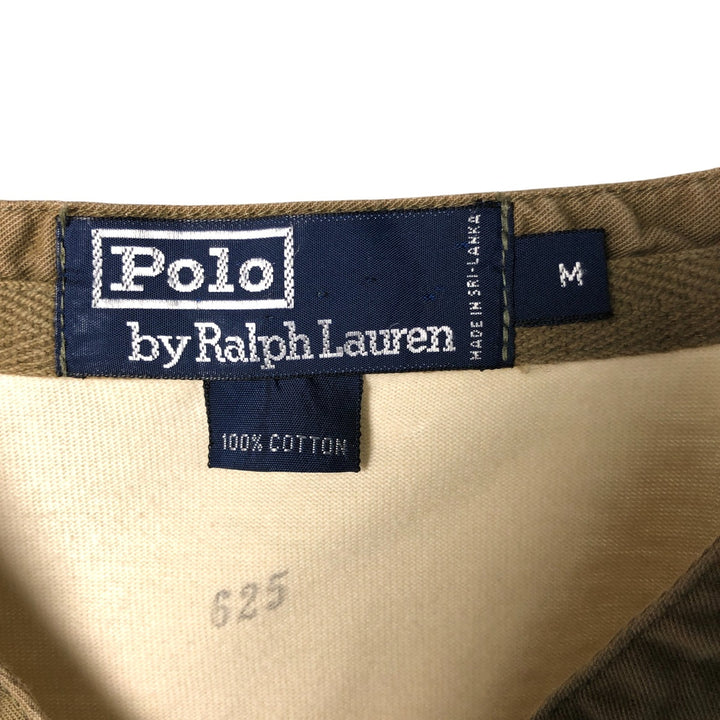 Polo
by Ralph Lauren
MADE IN SRI-LANKA
M
100% COTTON
625